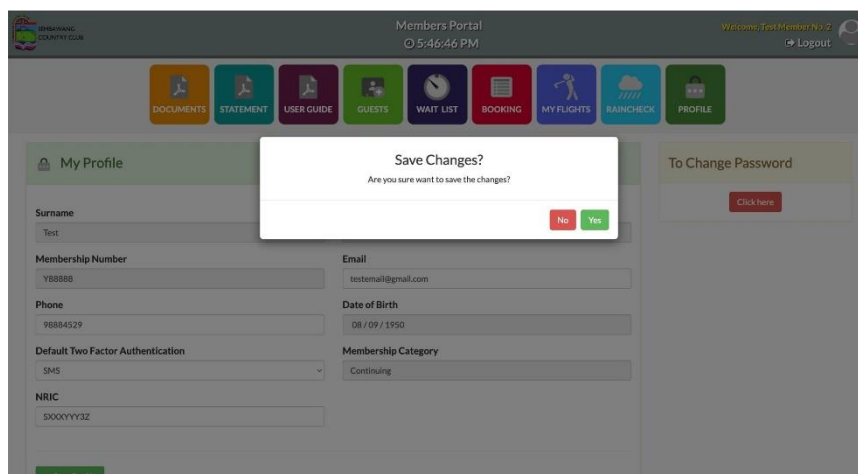 SEMBAWANG
COUNTRY CLUB
Members Portal
5:46:46 PM
Welcome, Test Member No. 2
Logout
DOCUMENTS
STATEMENT
USER GUIDE
GUESTS
WAIT LIST
BOOKING
MY FLIGHTS
RAINCHECK
PROFILE
My Profile
Save Changes?
Are you sure want to save the changes?
No Yes
To Change Password
Click here
Surname
Test
Membership Number
Y88888
Email
testemail@gmail.com
Phone
98884529
Date of Birth
08 / 09 / 1950
Default Two Factor Authentication
SMS
Membership Category
Continuing
NRIC
SXXXYYY3Z